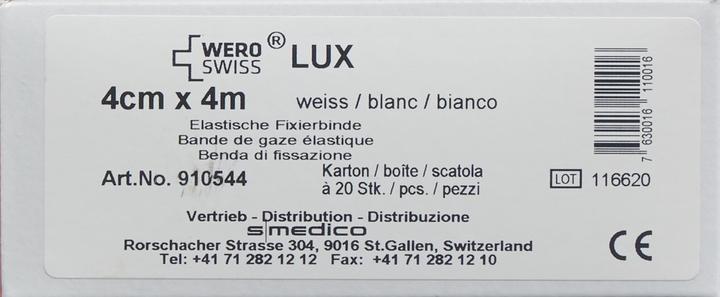 WERO SWISS ® LUX
4cm x 4m weiss / blanc / bianco
Elastische Fixierbinde
Bande de gaze élastique
Benda di fissazione
Art.No. 910544
Karton / boîte / scatola
à 20 Stk. / pcs. / pezzi
Vertrieb - Distribution - Distribuzione
smedico
Rorschacher Strasse 304, 9016 St.Gallen, Switzerland
Tel: +41 71 282 12 12 Fax: +41 71 282 12 10
7 630016 110016
LOT 116620
CE